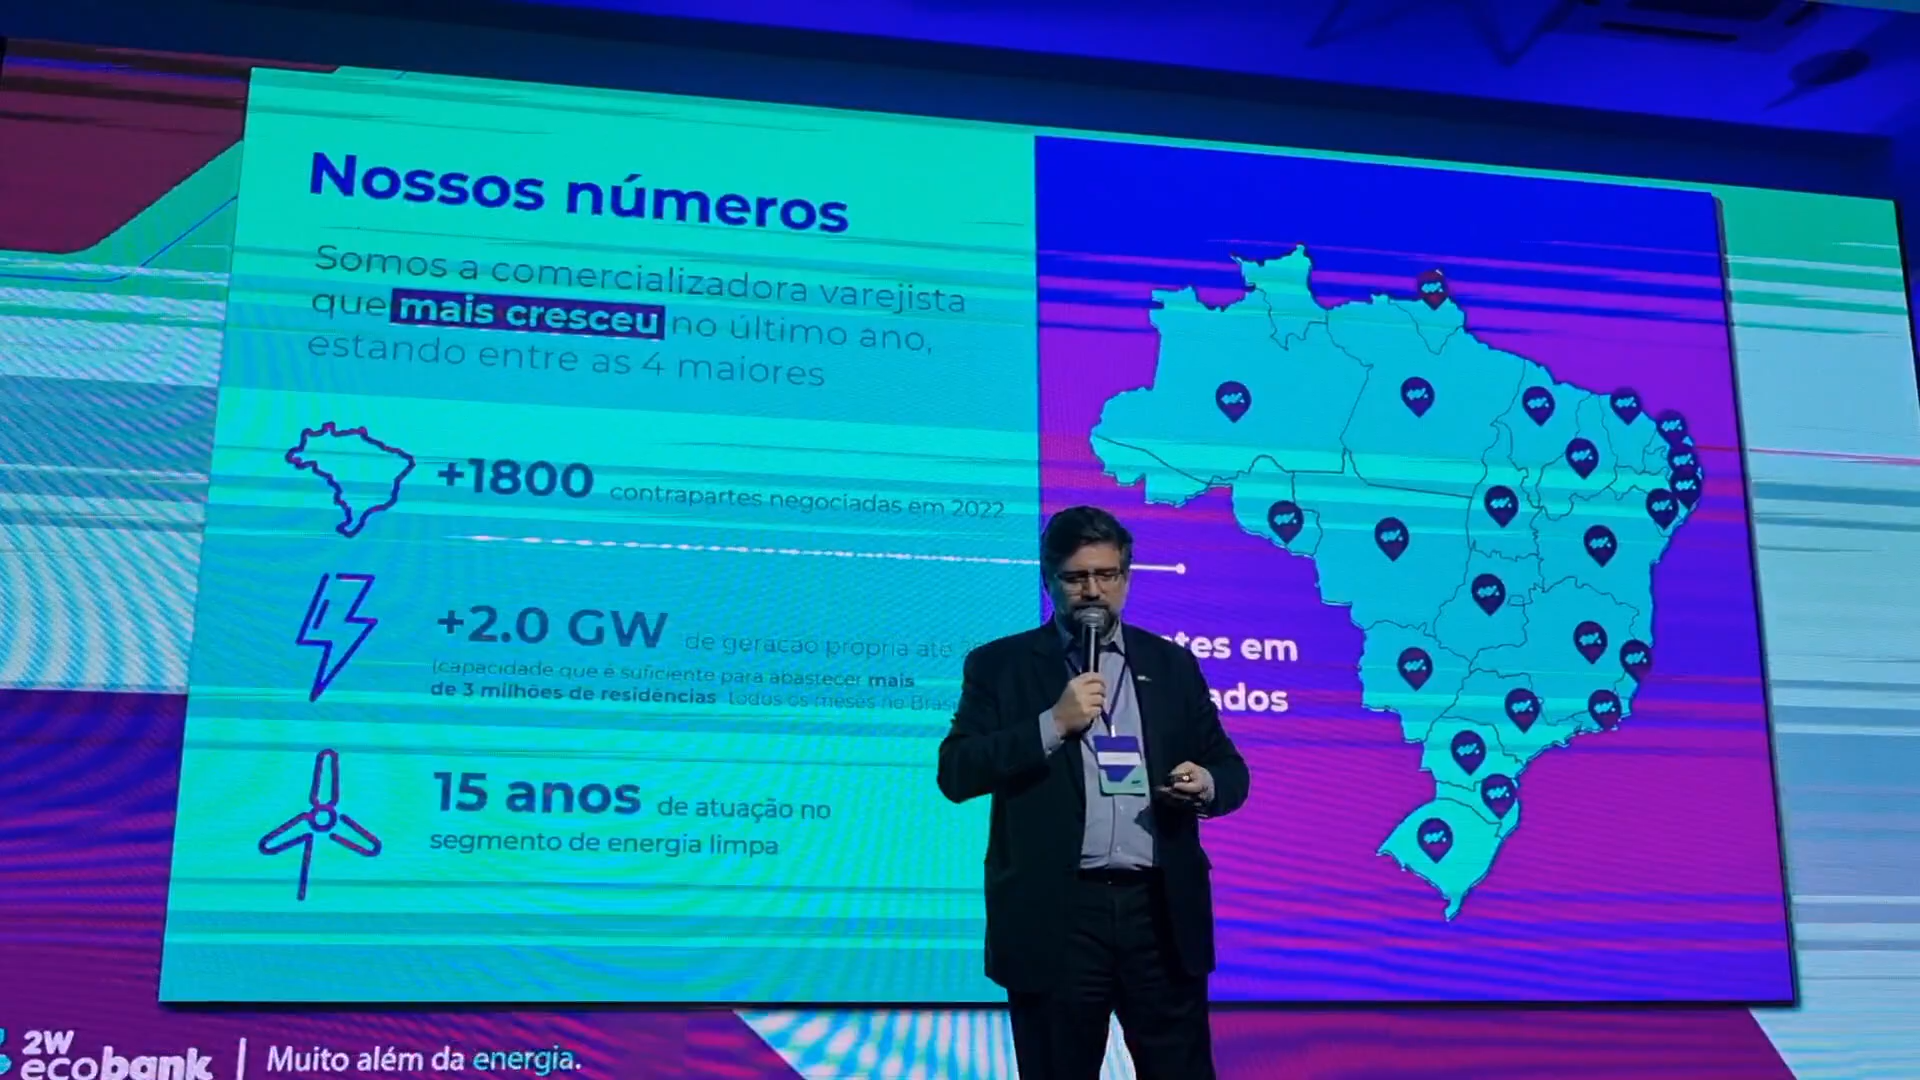 Nossos números
Somos a comercializadora varejista
que mais cresceu no último ano,
estando entre as 4 maiores
+1800 contrapartes negociadas em 2022
+2.0 GW de geração própria até
(capacidade que é suficiente para abastecer mais
de 3 milhões de residências todos os meses no Brasil
15 anos de atuação no
segmento de energia limpa
tes em
ados
2W
ecobank | Muito além da energia.